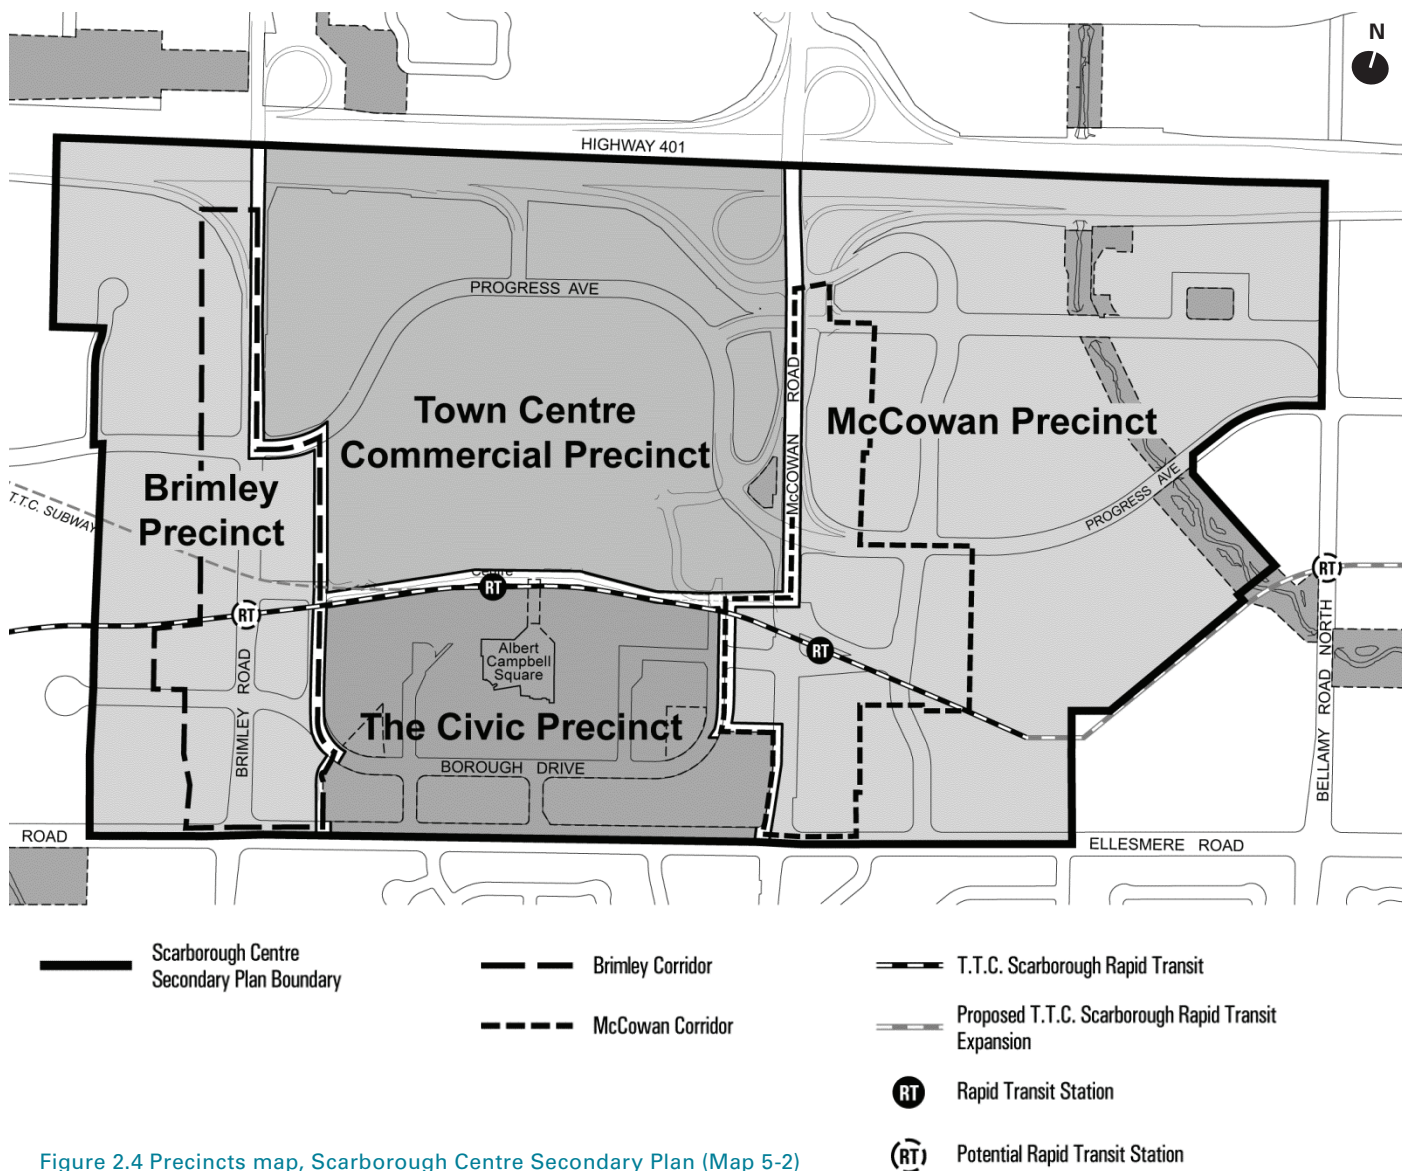 N
HIGHWAY 401
PROGRESS AVE
Town Centre
Commercial Precinct
McCOWAN ROAD
McCowan Precinct
PROGRESS AVE
Brimley
Precinct
T.T.C. SUBWAY
Centre
RT
RT
RT
RT
Albert
Campbell
Square
The Civic Precinct
BOROUGH DRIVE
BRIMLEY ROAD
BELLAMY ROAD NORTH
ROAD
ELLESMERE ROAD
Scarborough Centre
Secondary Plan Boundary
Brimley Corridor
McCowan Corridor
T.T.C. Scarborough Rapid Transit
Proposed T.T.C. Scarborough Rapid Transit
Expansion
RT Rapid Transit Station
RT Potential Rapid Transit Station
Figure 2.4 Precincts map, Scarborough Centre Secondary Plan (Map 5-2)